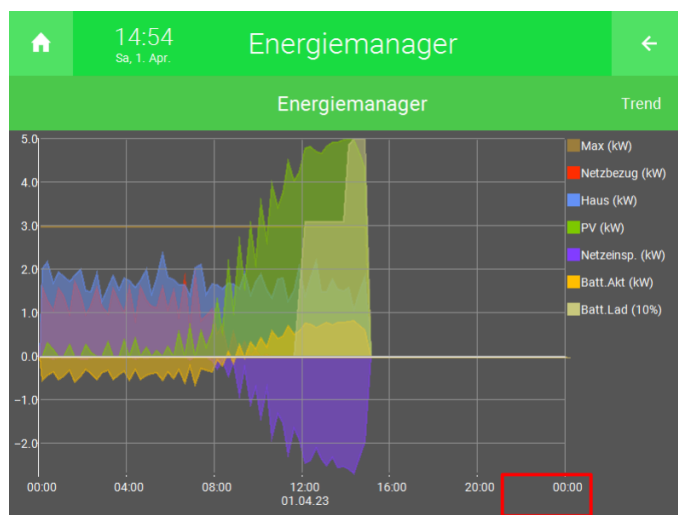 14:54
Sa, 1. Apr.
Energiemanager
Energiemanager
Trend
5.0
4.0
3.0
2.0
1.0
0.0
−1.0
−2.0
Max (kW)
Netzbezug (kW)
Haus (kW)
PV (kW)
Netzeinsp. (kW)
Batt.Akt (kW)
Batt.Lad (10%)
00:00 04:00 08:00 12:00 16:00 20:00 00:00
01.04.23